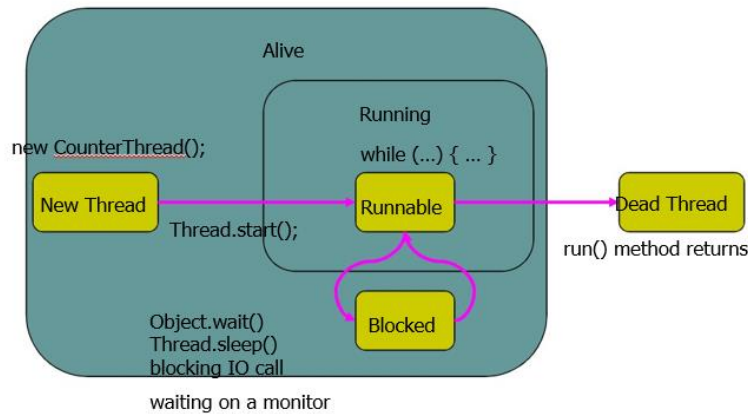 Alive
Running
new CounterThread();
while (...) { ... }
New Thread
Runnable
Dead Thread
Thread.start();
run() method returns
Object.wait()
Thread.sleep()
blocking IO call
waiting on a monitor
Blocked